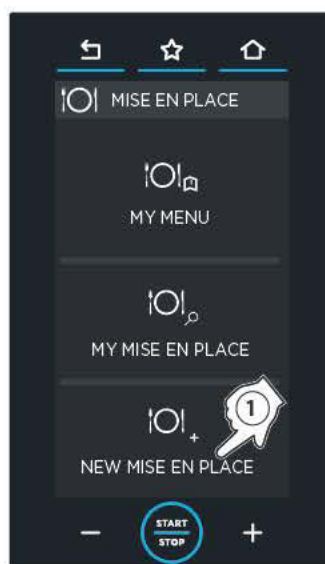 MISE EN PLACE
MY MENU
MY MISE EN PLACE
1
NEW MISE EN PLACE
− START STOP +